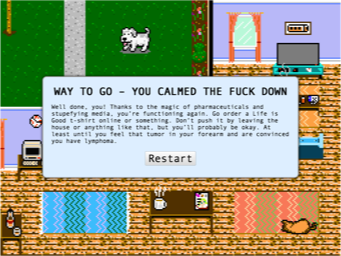 WAY TO GO - YOU CALMED THE FUCK DOWN
Well done, you! Thanks to the magic of pharmaceuticals and
stupefying media, you're functioning again. Go order a Life is
Good t-shirt online or something. Don't push it by leaving the
house or anything like that, but you'll probably be okay. At
least until you feel that tumor in your forearm and are convinced
you have lymphoma.
Restart